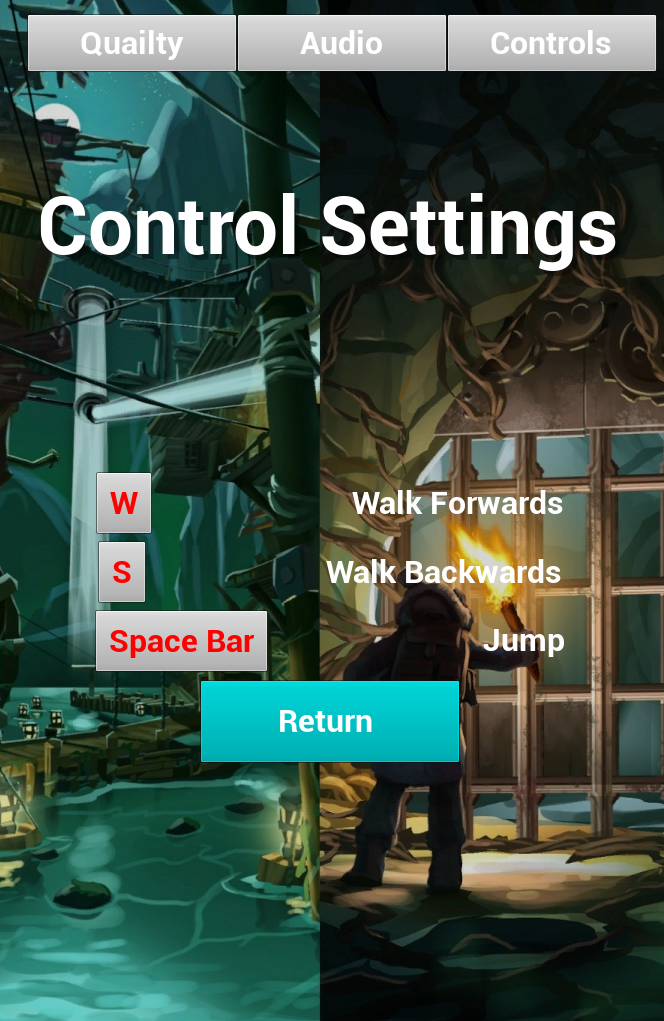 Quailty Audio Controls
Control Settings
W Walk Forwards
S Walk Backwards
Space Bar Jump
Return